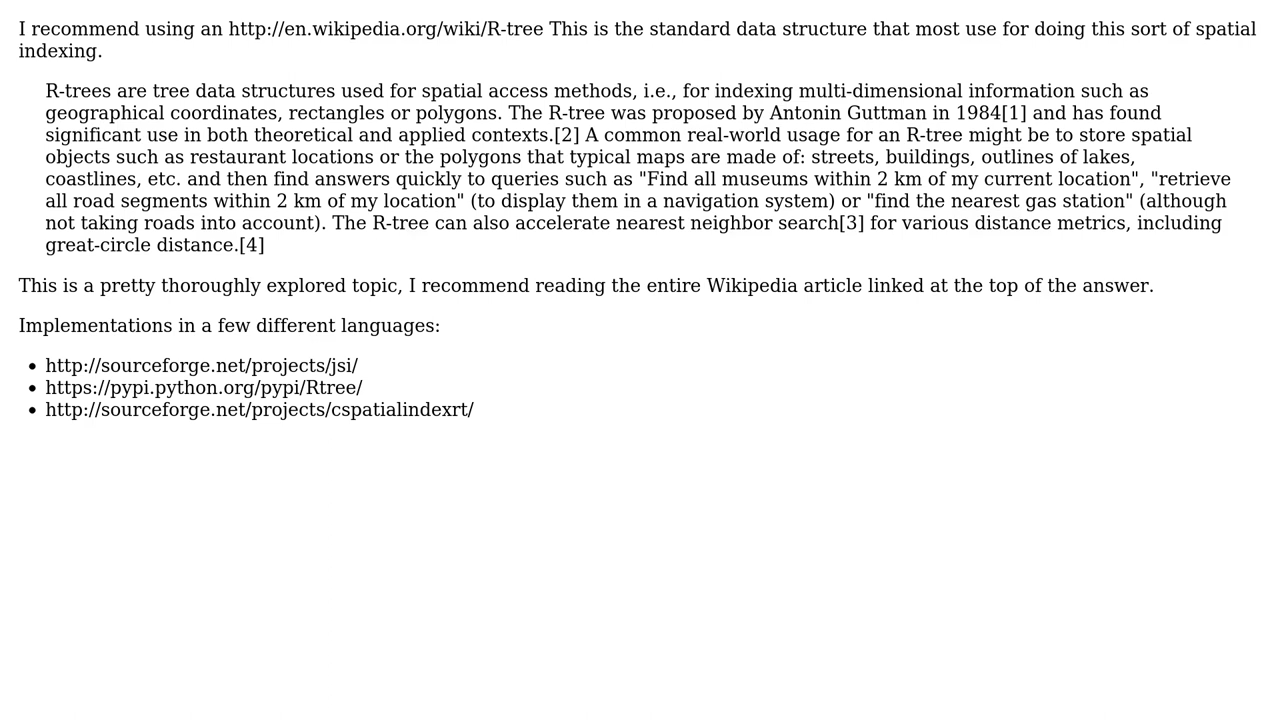 I recommend using an http://en.wikipedia.org/wiki/R-tree This is the standard data structure that most use for doing this sort of spatial
indexing.
R-trees are tree data structures used for spatial access methods, i.e., for indexing multi-dimensional information such as
geographical coordinates, rectangles or polygons. The R-tree was proposed by Antonin Guttman in 1984[1] and has found
significant use in both theoretical and applied contexts.[2] A common real-world usage for an R-tree might be to store spatial
objects such as restaurant locations or the polygons that typical maps are made of: streets, buildings, outlines of lakes,
coastlines, etc. and then find answers quickly to queries such as "Find all museums within 2 km of my current location", "retrieve
all road segments within 2 km of my location" (to display them in a navigation system) or "find the nearest gas station" (although
not taking roads into account). The R-tree can also accelerate nearest neighbor search[3] for various distance metrics, including
great-circle distance.[4]
This is a pretty thoroughly explored topic, I recommend reading the entire Wikipedia article linked at the top of the answer.
Implementations in a few different languages:
• http://sourceforge.net/projects/jsi/
• https://pypi.python.org/pypi/Rtree/
• http://sourceforge.net/projects/cspatialindexrt/